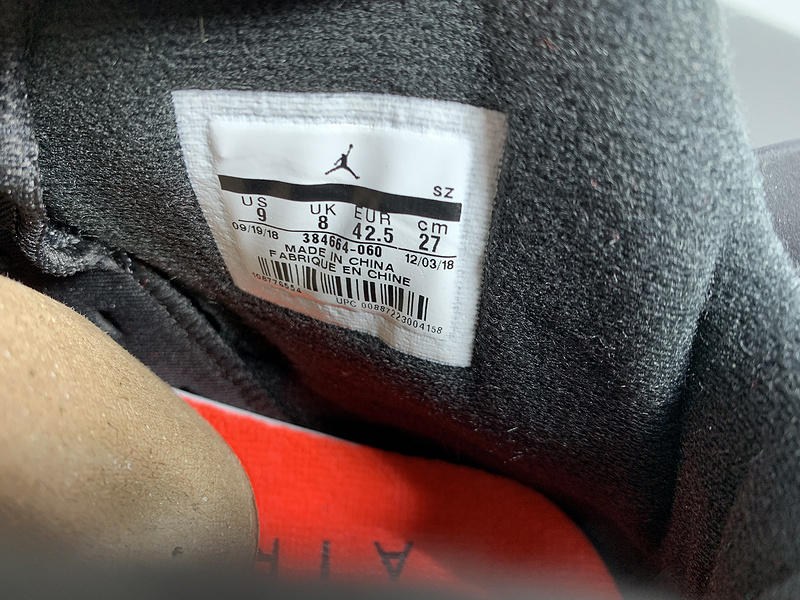 SZ
US UK EUR cm
9 8 42.5 27
09/19/18 384664-060 12/03/18
MADE IN CHINA
FABRIQUE EN CHINE
UPC 00887223004158
AIR